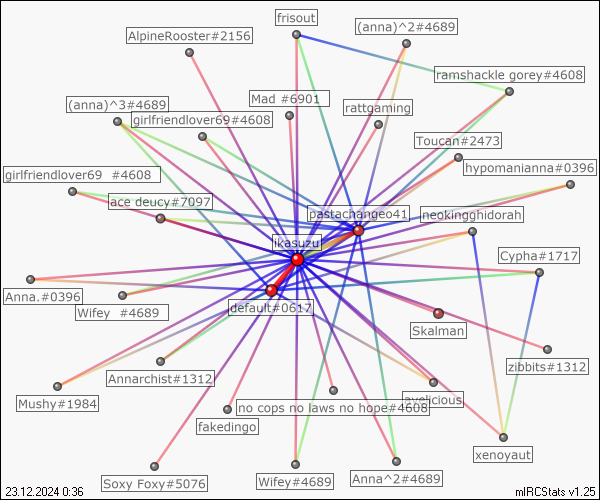 frisout
(anna)^2#4689
AlpineRooster#2156
ramshackle gorey#4608
(anna)^3#4689
Mad #6901
rattgaming
girlfriendlover69#4608
Toucan#2473
girlfriendlover69   #4608
hypomanianna#0396
ace deucy#7097
pastachangeo41
neokingghidorah
ikasuzu
Cypha#1717
Anna.#0396
Wifey  #4689
default#0617
Skalman
zibbits#1312
Annarchist#1312
Mushy#1984
no cops no laws no hope#4608
fakedingo
xenoyaut
Soxy Foxy#5076
Wifey#4689
Anna^2#4689
23.12.2024 0:36
mIRCStats v1.25